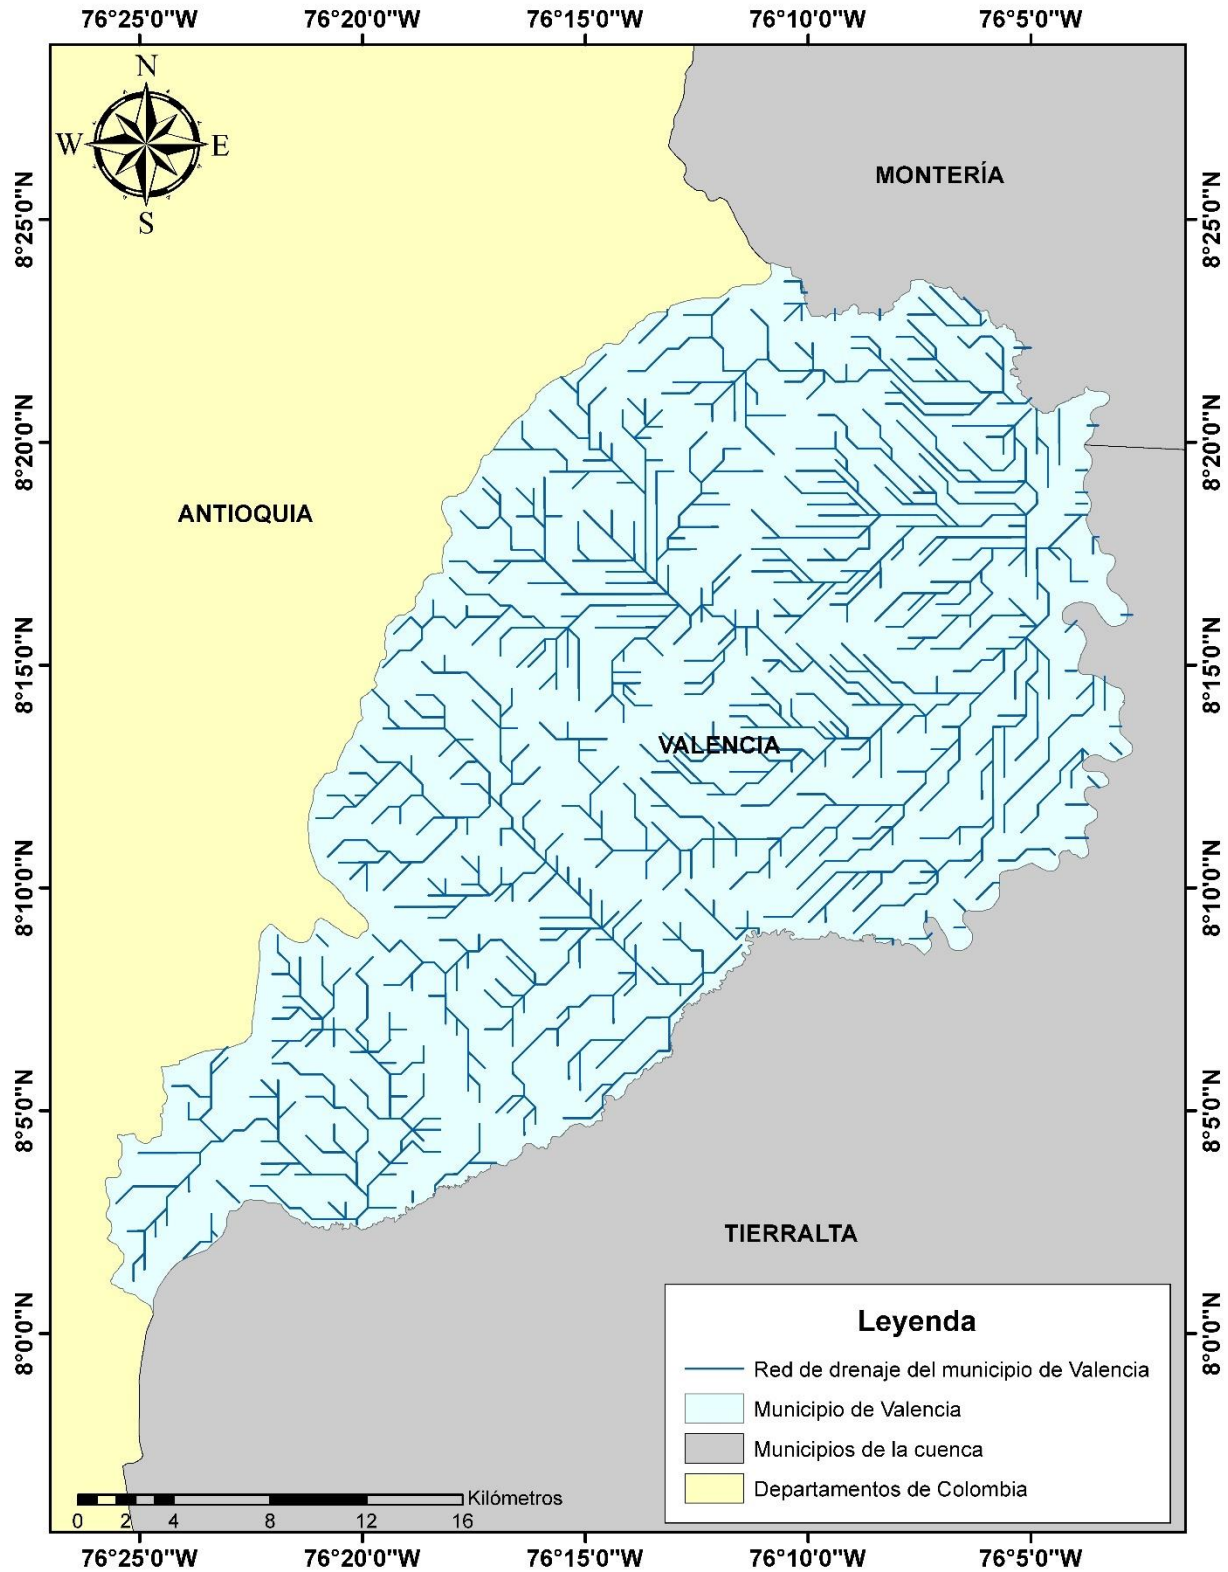 76°25'0"W 76°20'0"W 76°15'0"W 76°10'0"W 76°5'0"W
N
W E
S
MONTERÍA
8°25'0"N 8°25'0"N
8°20'0"N 8°20'0"N
ANTIOQUIA
8°15'0"N 8°15'0"N
VALENCIA
8°10'0"N 8°10'0"N
8°5'0"N 8°5'0"N
TIERRALTA
8°0'0"N 8°0'0"N
Leyenda
Red de drenaje del municipio de Valencia
Municipio de Valencia
Municipios de la cuenca
Departamentos de Colombia
Kilómetros
0 2 4 8 12 16
76°25'0"W 76°20'0"W 76°15'0"W 76°10'0"W 76°5'0"W